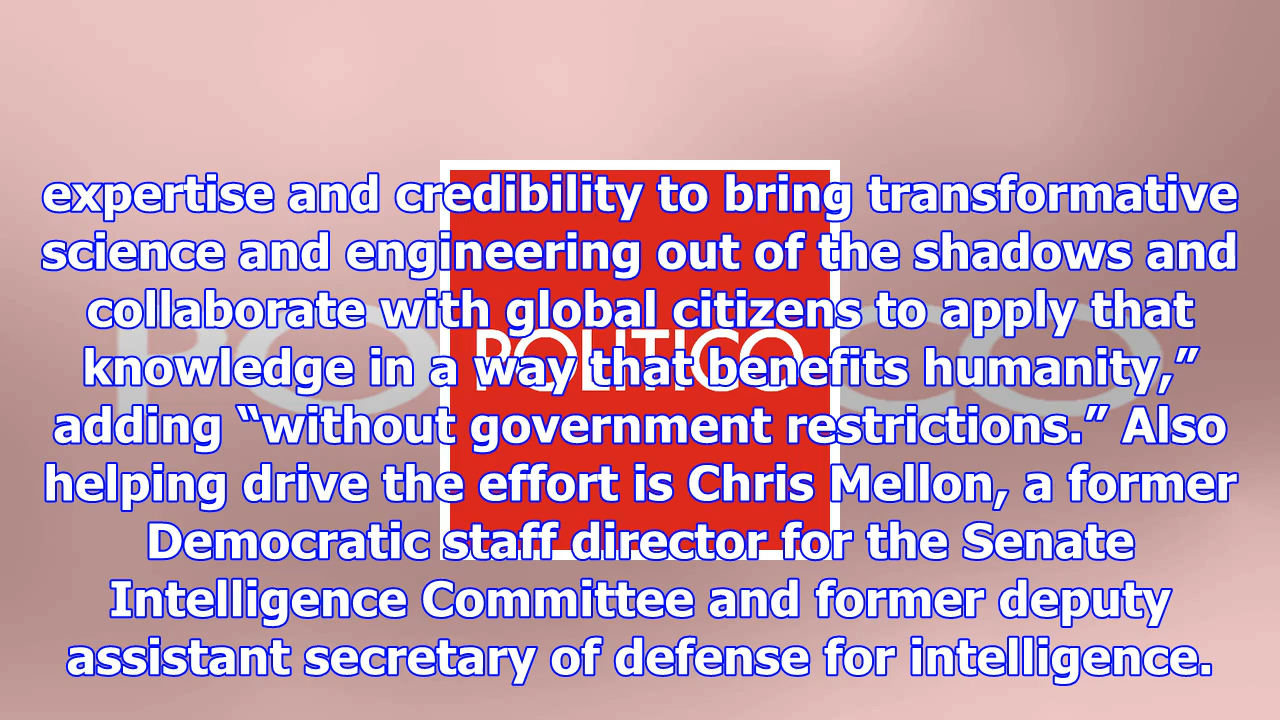 expertise and credibility to bring transformative
science and engineering out of the shadows and
collaborate with global citizens to apply that
POLITICO
knowledge in a way that benefits humanity,”
adding “without government restrictions.” Also
helping drive the effort is Chris Mellon, a former
Democratic staff director for the Senate
Intelligence Committee and former deputy
assistant secretary of defense for intelligence.